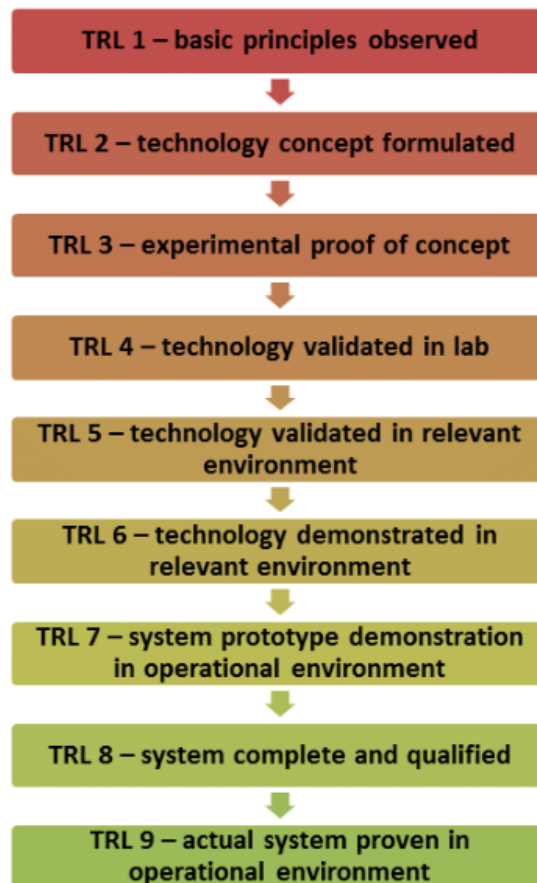 TRL 1 – basic principles observed
TRL 2 – technology concept formulated
TRL 3 – experimental proof of concept
TRL 4 – technology validated in lab
TRL 5 – technology validated in relevant
environment
TRL 6 – technology demonstrated in
relevant environment
TRL 7 – system prototype demonstration
in operational environment
TRL 8 – system complete and qualified
TRL 9 – actual system proven in
operational environment